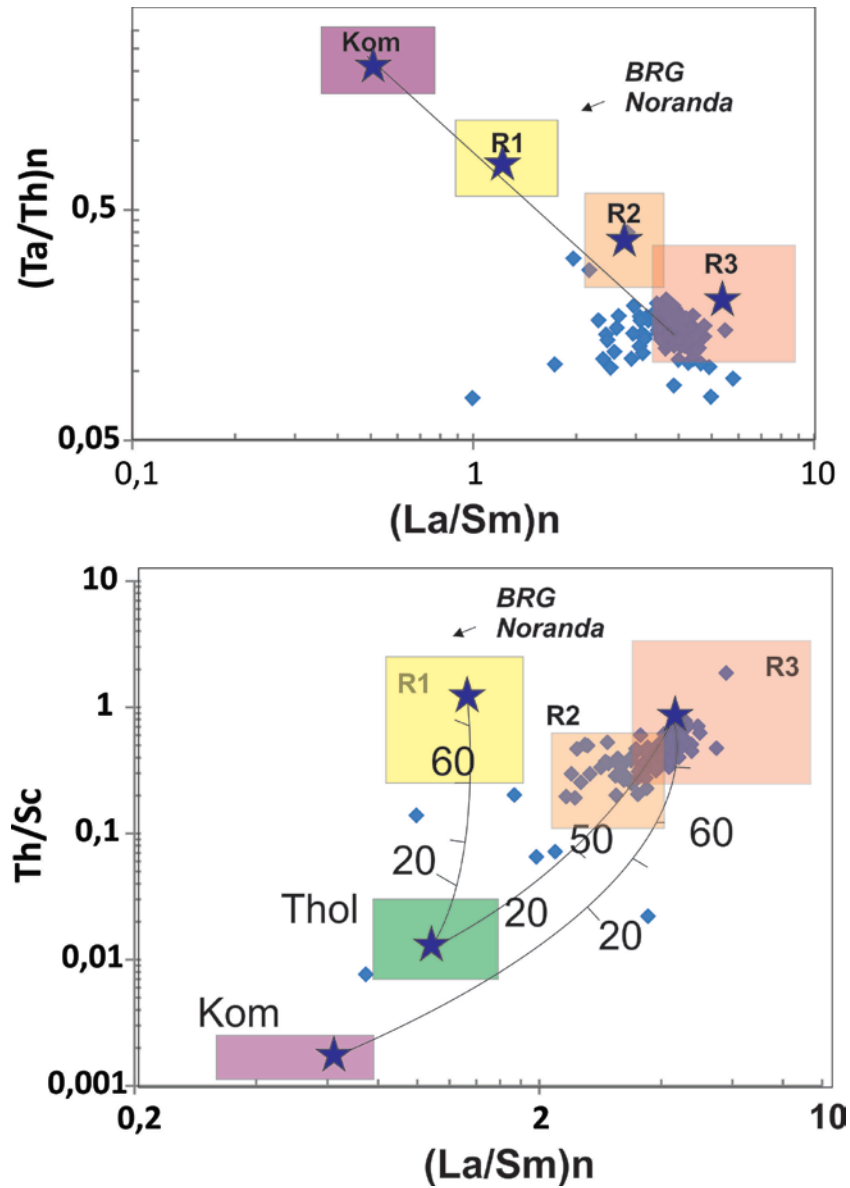 Kom
BRG
Noranda
R1
R2
R3
0,5
0,05
(Ta/Th)n
0,1
1
10
(La/Sm)n
10
BRG
Noranda
R1
R3
R2
1
60
0,1
50
60
20
Thol
20
20
0,01
Kom
0,001
Th/Sc
0,2
2
10
(La/Sm)n